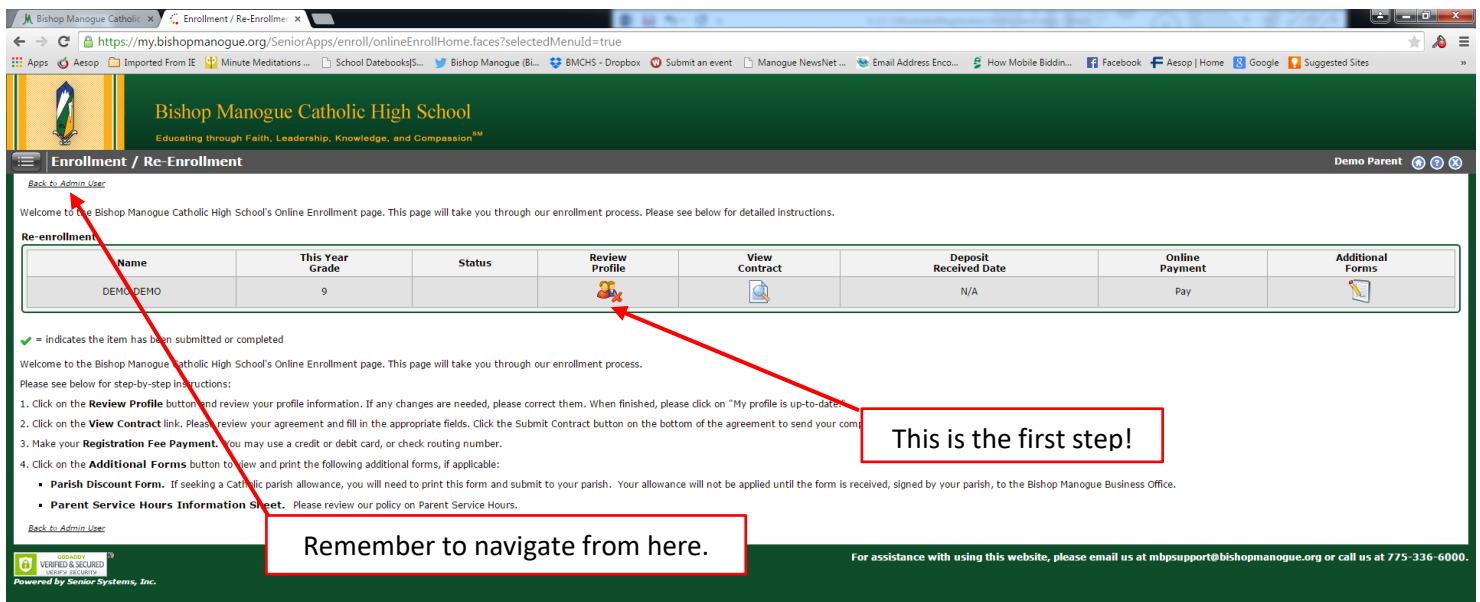 Bishop Manogue Catholic
Enrollment / Re-Enrollme
https://my.bishopmanogue.org/SeniorApps/enroll/onlineEnrollHome.faces?selectedMenuId=true
Apps Aesop Imported From IE Minute Meditations ... School Datebooks|S... Bishop Manogue (Bi... BMCHS - Dropbox Submit an event Manogue NewsNet ... Email Address Enco... How Mobile Biddin... Facebook Aesop | Home Google Suggested Sites »
Bishop Manogue Catholic High School
Educating through Faith, Leadership, Knowledge, and Compassion SM
Enrollment / Re-Enrollment Demo Parent
Back to Admin User
Welcome to the Bishop Manogue Catholic High School's Online Enrollment page. This page will take you through our enrollment process. Please see below for detailed instructions.
Re-enrollment
Name This Year Grade Status Review Profile View Contract Deposit Received Date Online Payment Additional Forms
DEMO DEMO 9 N/A Pay
= indicates the item has been submitted or completed
Welcome to the Bishop Manogue Catholic High School's Online Enrollment page. This page will take you through our enrollment process.
Please see below for step-by-step instructions:
1. Click on the Review Profile button and review your profile information. If any changes are needed, please correct them. When finished, please click on "My profile is up-to-date."
2. Click on the View Contract link. Please review your agreement and fill in the appropriate fields. Click the Submit Contract button on the bottom of the agreement to send your
This is the first step!
3. Make your Registration Fee Payment. You may use a credit or debit card, or check routing number.
4. Click on the Additional Forms button to view and print the following additional forms, if applicable:
▪ Parish Discount Form. If seeking a Catholic parish allowance, you will need to print this form and submit to your parish. Your allowance will not be applied until the form is received, signed by your parish, to the Bishop Manogue Business Office.
▪ Parent Service Hours Information Sheet. Please review our policy on Parent Service Hours.
Back to Admin User
Remember to navigate from here.
GODADDY
VERIFIED & SECURED
VERIFY SECURITY
For assistance with using this website, please email us at mbpsupport@bishopmanogue.org or call us at 775-336-6000.
Powered by Senior Systems, Inc.